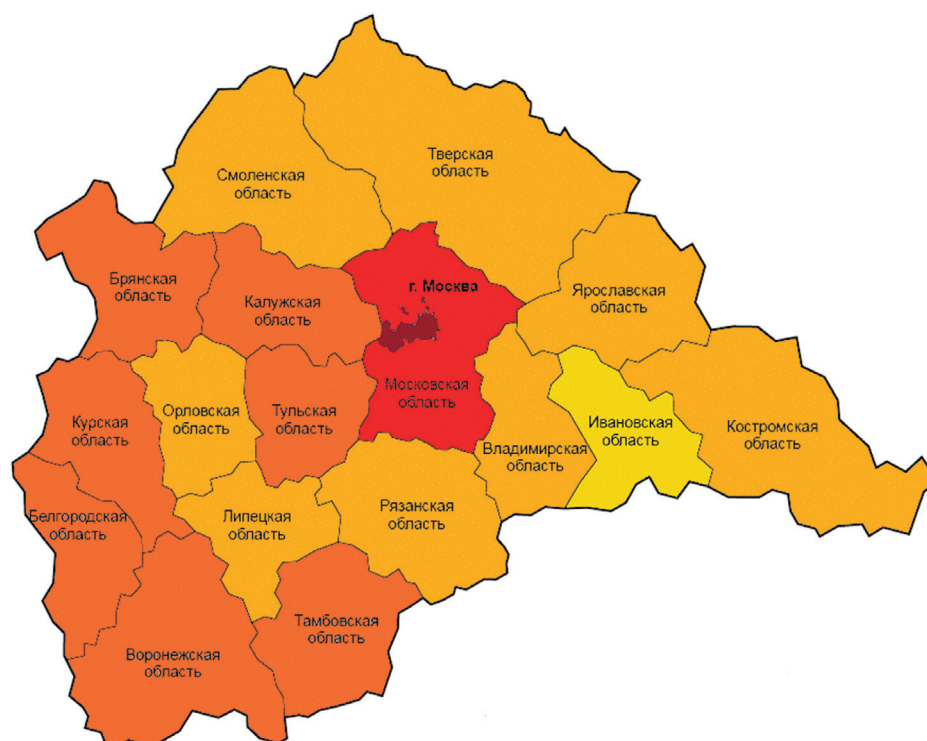 Тверская
область
Смоленская
область
Брянская
область
Калужская
область
г. Москва
Ярославская
область
Московская
область
Курская
область
Орловская
область
Тульская
область
Владимирская
область
Ивановская
область
Костромская
область
Белгородская
область
Липецкая
область
Рязанская
область
Воронежская
область
Тамбовская
область